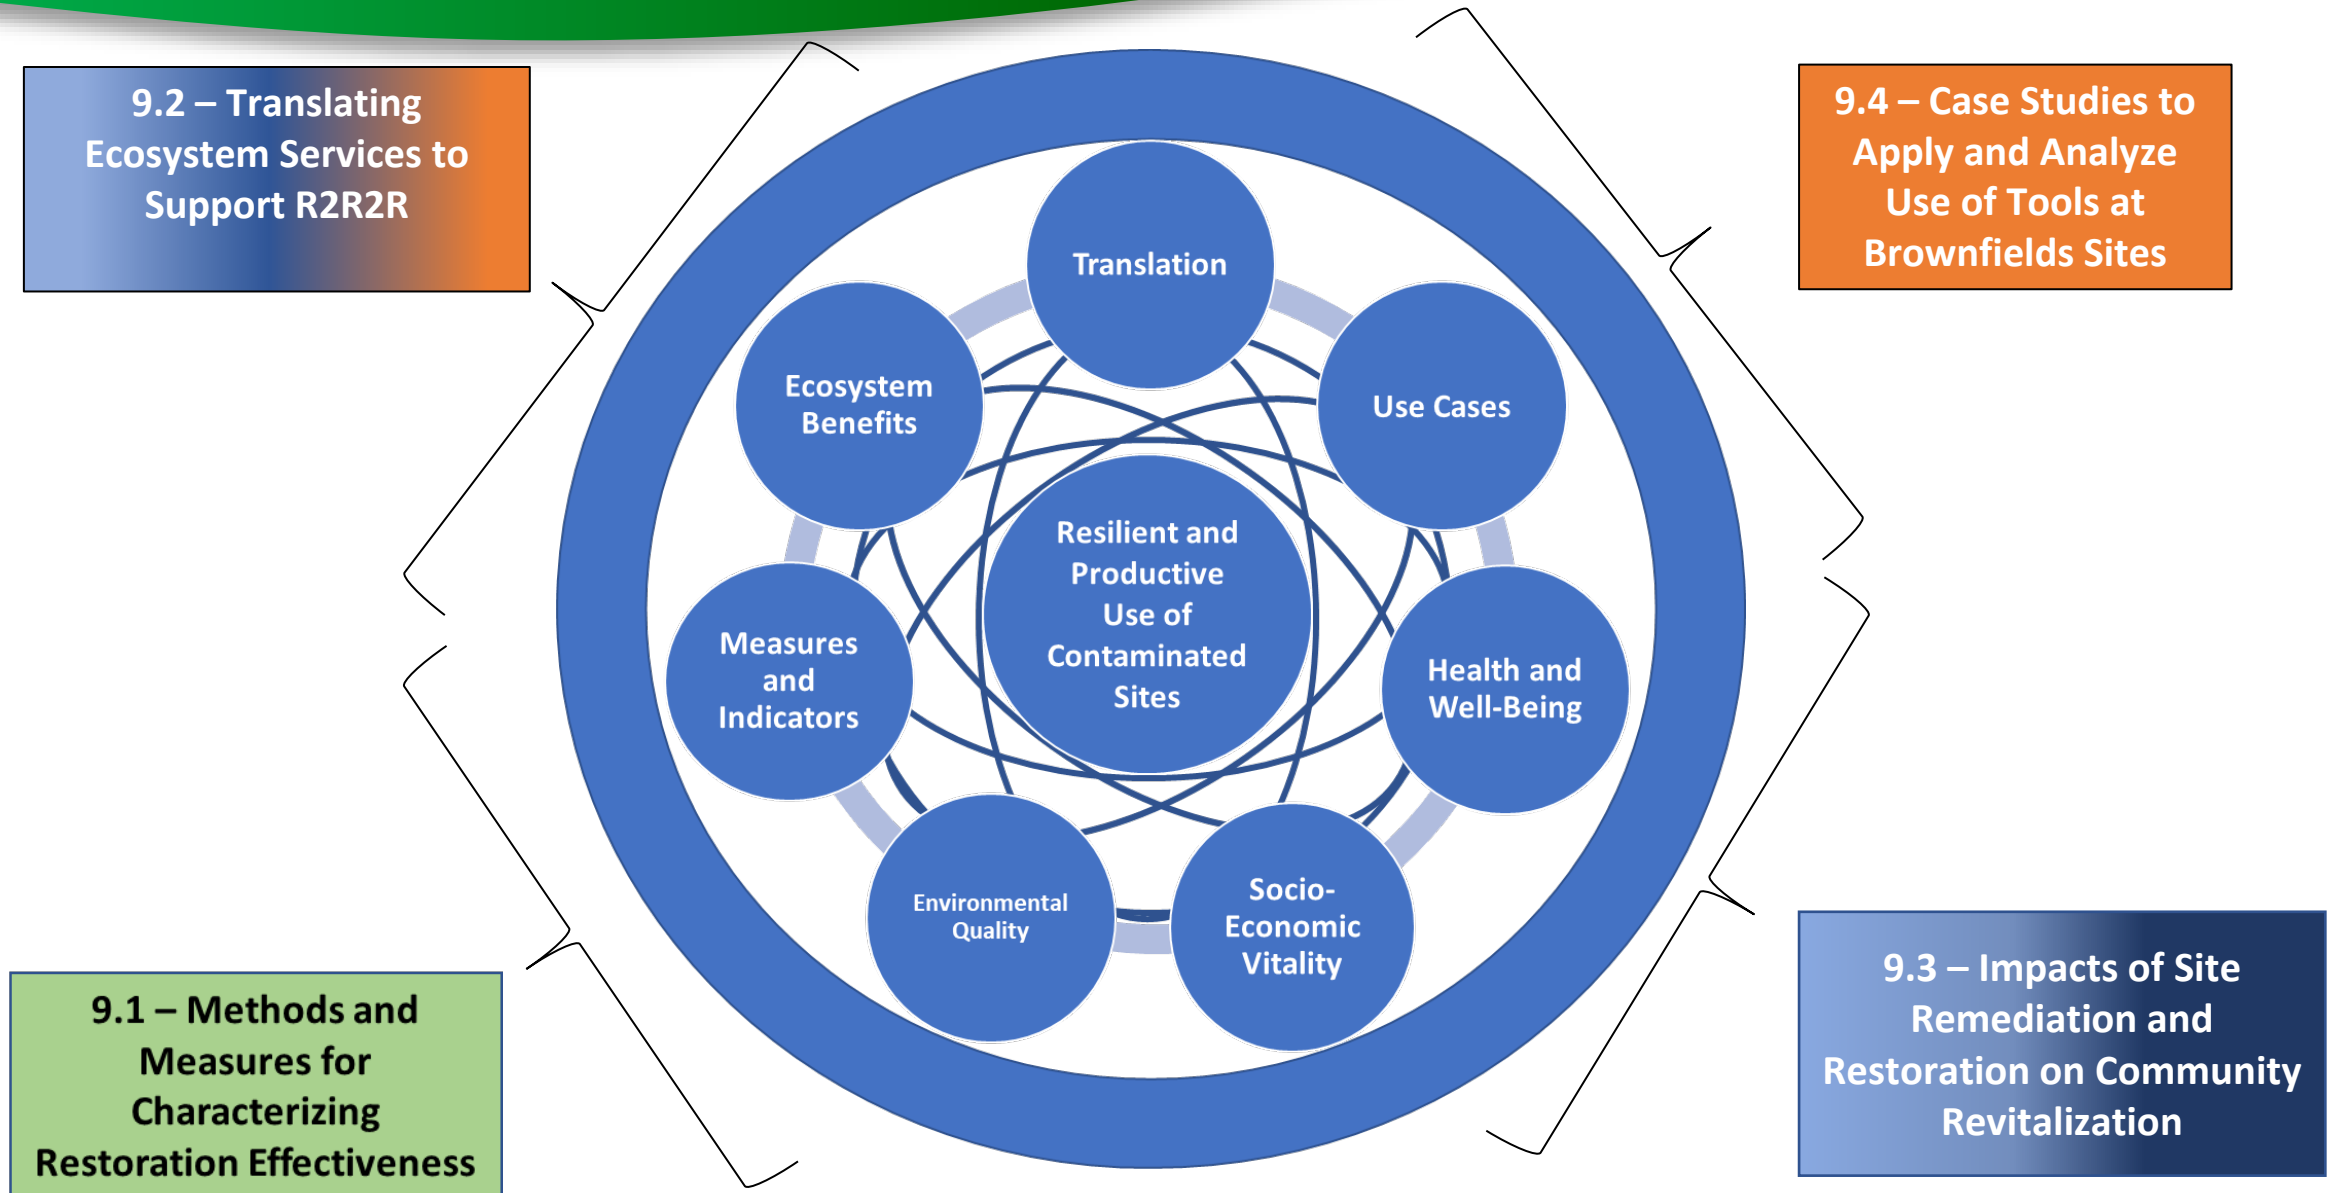 9.2 – Translating
Ecosystem Services to
Support R2R2R
9.4 – Case Studies to
Apply and Analyze
Use of Tools at
Brownfields Sites
Translation
Ecosystem
Benefits
Use Cases
Resilient and
Productive
Use of
Contaminated
Sites
Measures
and
Indicators
Health and
Well-Being
Environmental
Quality
Socio-
Economic
Vitality
9.1 – Methods and
Measures for
Characterizing
Restoration Effectiveness
9.3 – Impacts of Site
Remediation and
Restoration on Community
Revitalization